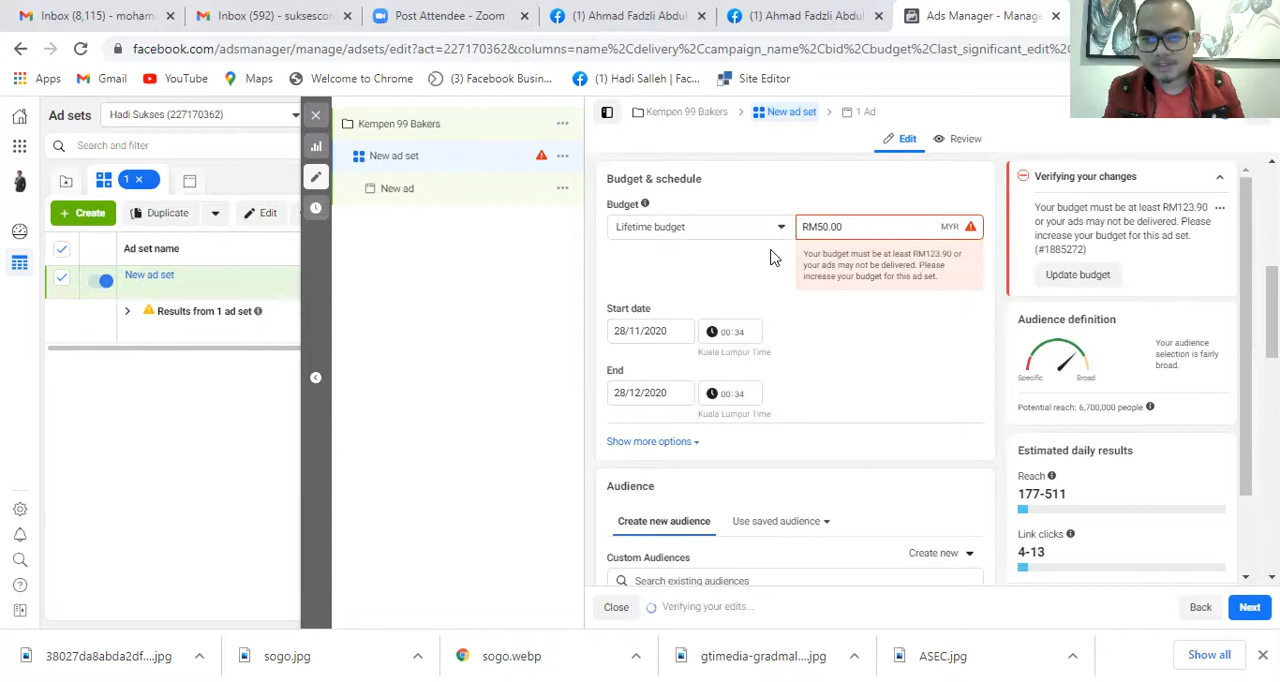 Inbox (8,115) - moham
Inbox (592) - suksescon
Post Attendee - Zoom
(1) Ahmad Fadzli Abdul
(1) Ahmad Fadzli Abdu
Ads Manager - Manage
facebook.com/adsmanager/manage/adsets/edit?act=227170362&columns=name%2Cdelivery%2Ccampaign_name%2Cbid%2Cbudget%2Clast_significant_edit%
Apps
Gmail
YouTube
Maps
Welcome to Chrome
(3) Facebook Busin...
(1) Hadi Salleh | Fac...
Site Editor
Ad sets
Hadi Sukses (227170362)
Search and filter
1 ×
+ Create
Duplicate
Edit
Ad set name
New ad set
Results from 1 ad set
Kempen 99 Bakers
New ad set
New ad
Kempen 99 Bakers
New ad set
1 Ad
Edit
Review
Budget & schedule
Budget
Lifetime budget
RM50.00
MYR
Your budget must be at least RM123.90 or
your ads may not be delivered. Please
increase your budget for this ad set.
Start date
28/11/2020
00:34
Kuala Lumpur Time
End
28/12/2020
00:34
Kuala Lumpur Time
Show more options
Audience
Create new audience
Use saved audience
Custom Audiences
Create new
Search existing audiences
Close
Verifying your edits...
Back
Next
Verifying your changes
Your budget must be at least RM123.90
or your ads may not be delivered. Please
increase your budget for this ad set.
(#1885272)
Update budget
Audience definition
Specific
Broad
Your audience
selection is fairly
broad.
Potential reach: 6,700,000 people
Estimated daily results
Reach
177-511
Link clicks
4-13
38027da8abda2df....jpg
sogo.jpg
sogo.webp
gtimedia-gradmal....jpg
ASEC.jpg
Show all